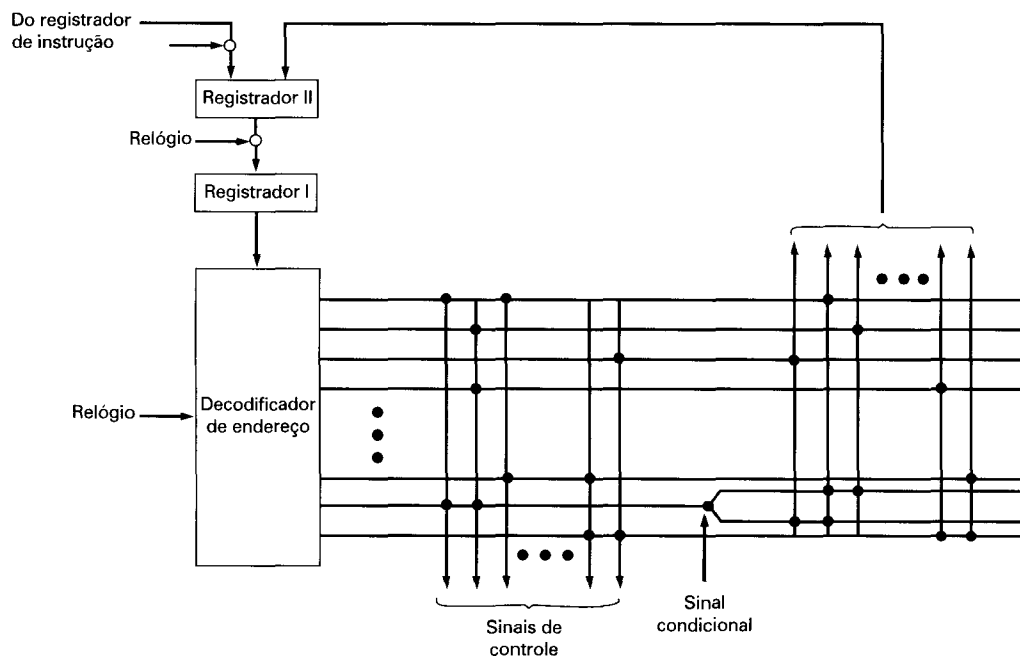 Do registrador
de instrução
Registrador II
Relógio
Registrador I
Relógio
Decodificador
de endereço
Sinais de
controle
Sinal
condicional